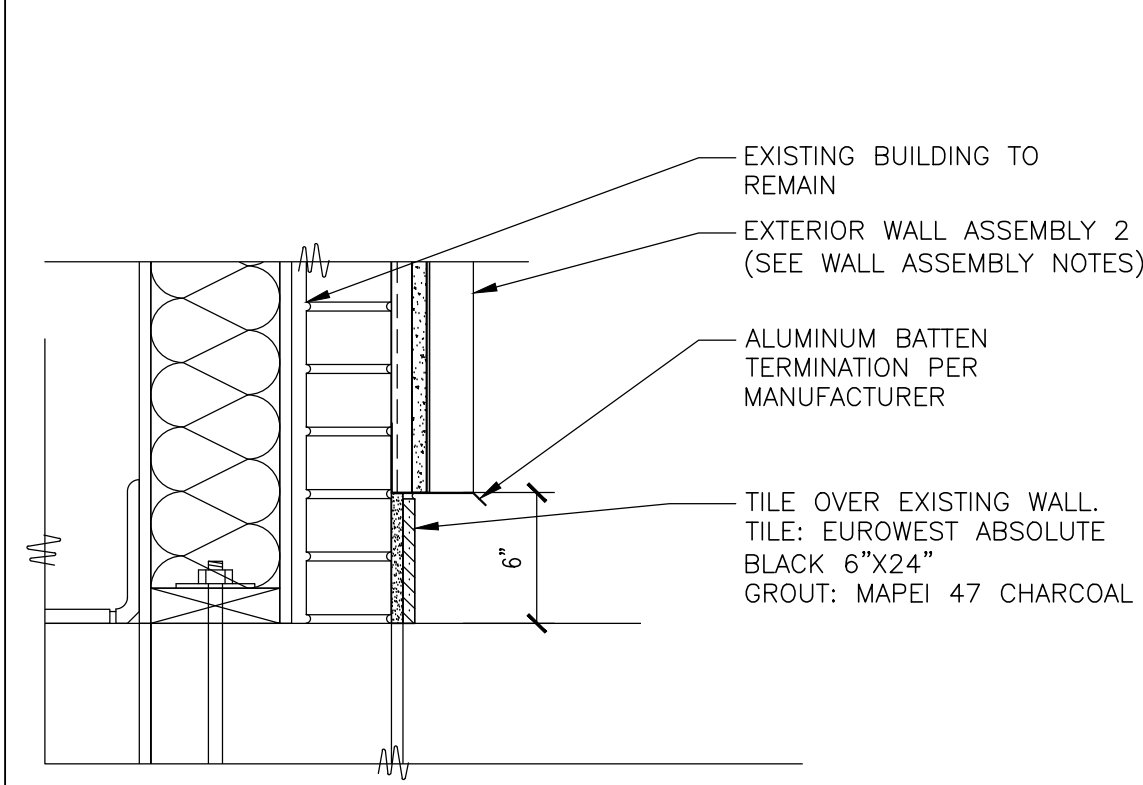 EXISTING BUILDING TO
REMAIN
EXTERIOR WALL ASSEMBLY 2
(SEE WALL ASSEMBLY NOTES)
ALUMINUM BATTEN
TERMINATION PER
MANUFACTURER
TILE OVER EXISTING WALL.
TILE: EUROWEST ABSOLUTE
BLACK 6"X24"
GROUT: MAPEI 47 CHARCOAL
6"